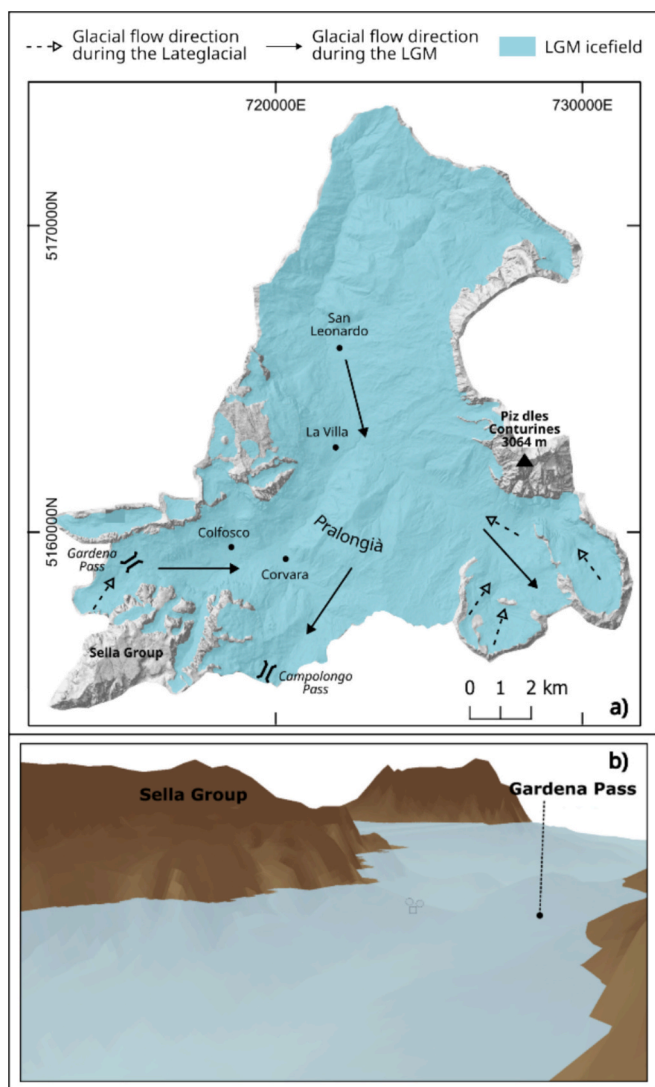 Glacial flow direction
during the Lateglacial
Glacial flow direction
during the LGM
LGM icefield
720000E
730000E
5170000N
5160000N
San
Leonardo
La Villa
Piz dles
Conturines
3064 m
Pralongià
Colfosco
Gardena
Pass
Corvara
Sella Group
Campolongo
Pass
0 1 2 km
a)
b)
Sella Group
Gardena Pass